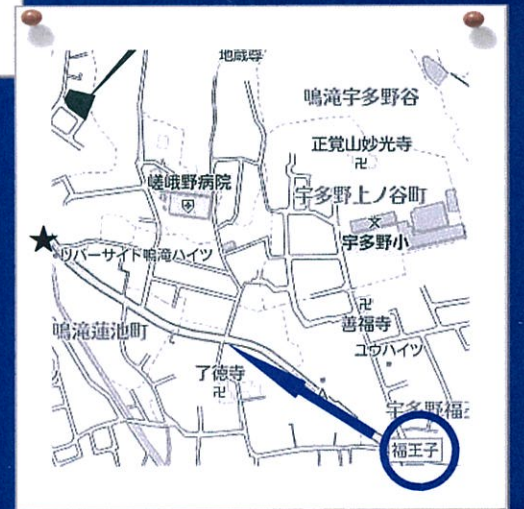 地蔵尊
鳴滝宇多野谷
正覚山妙光寺
嵯峨野病院
宇多野上ノ谷町
宇多野小
リバーサイド鳴滝ハイツ
善福寺
鳴滝蓮池町
ユウハイツ
了徳寺
宇多野福王
福王子